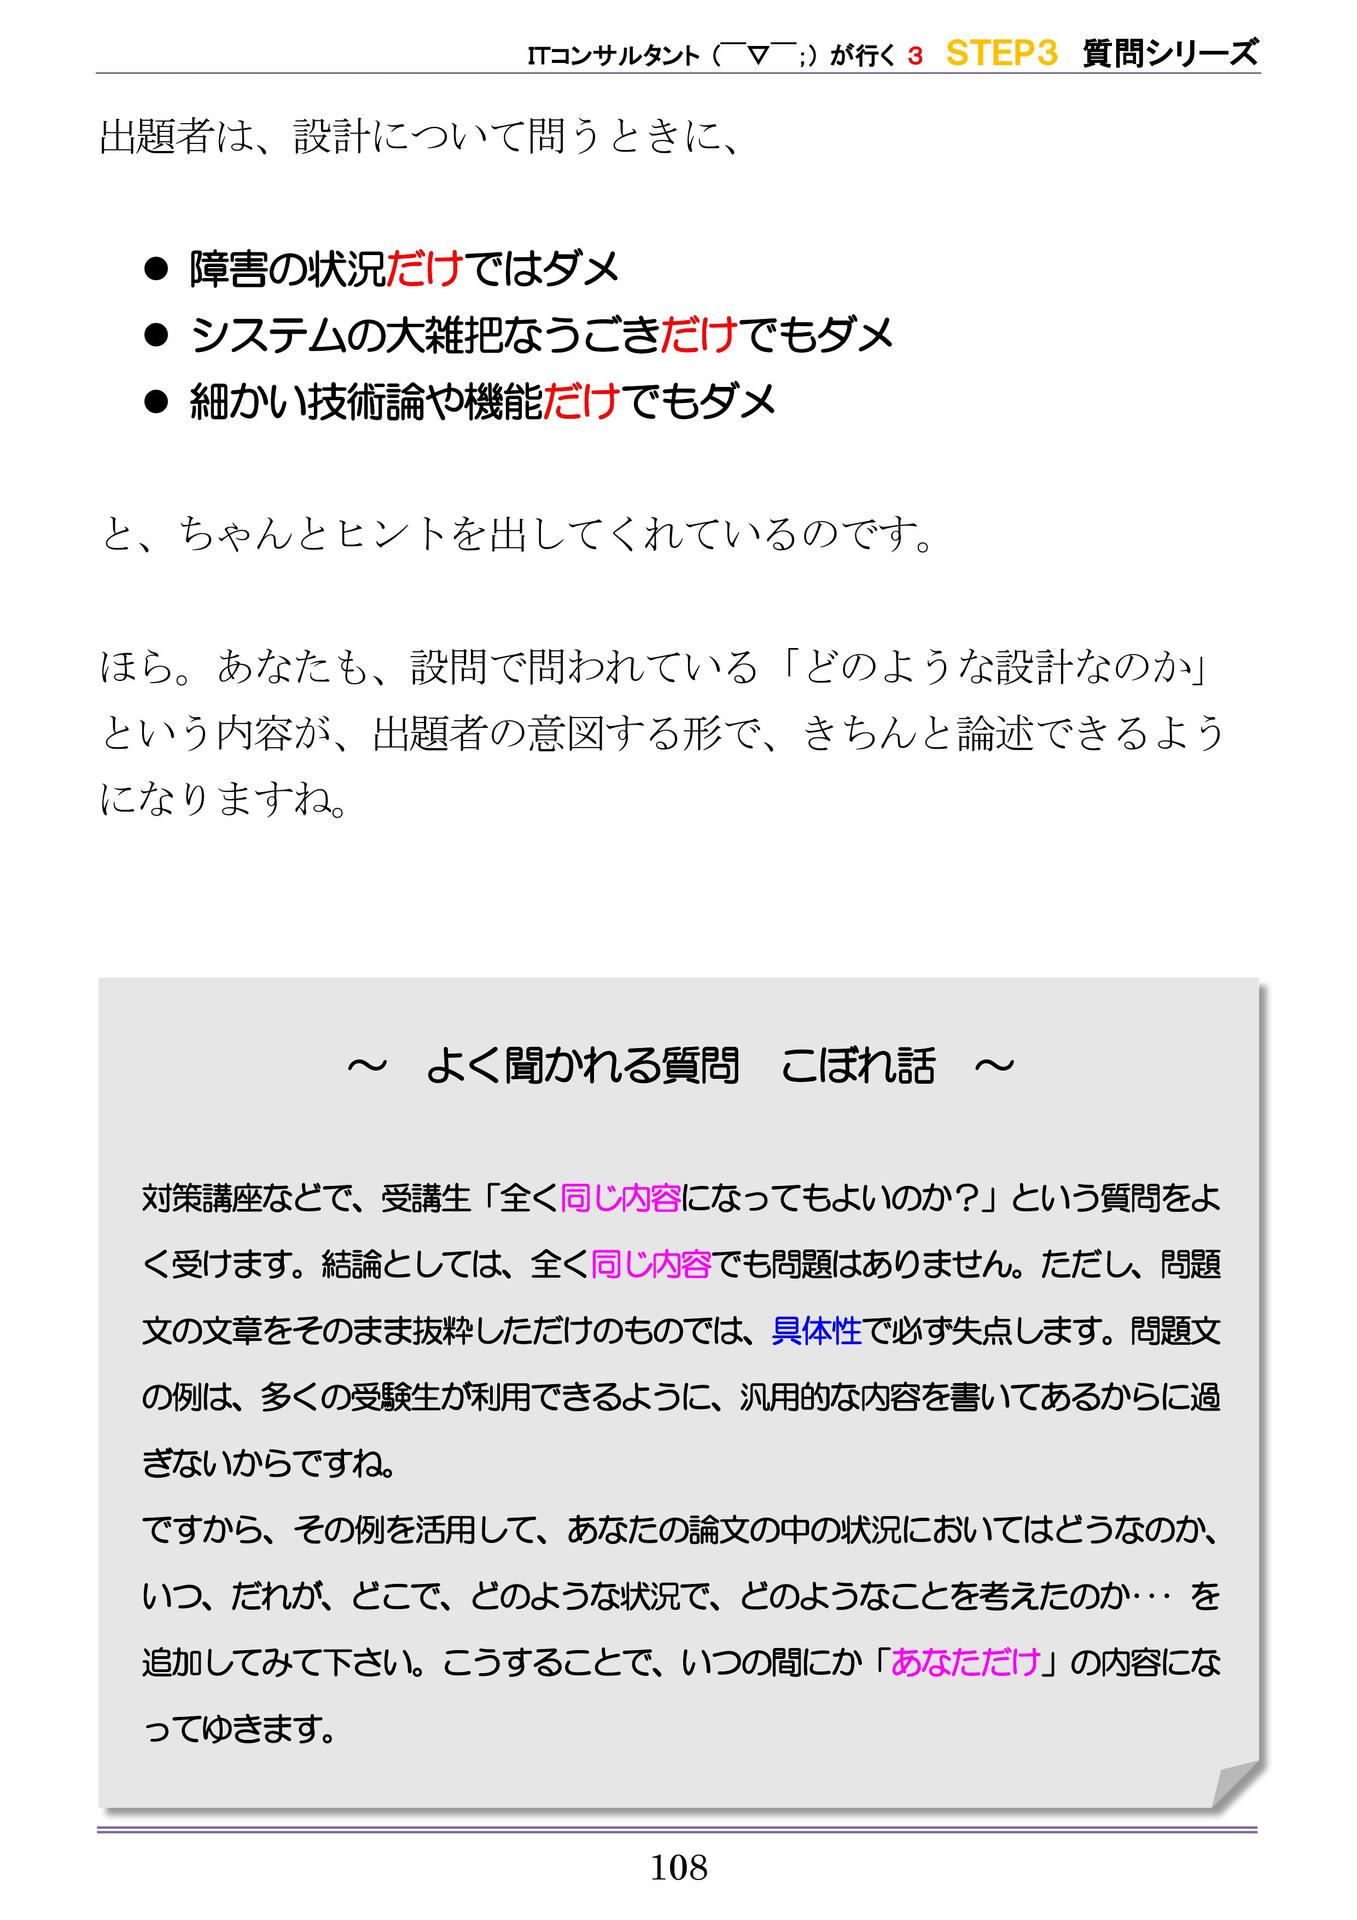 ITコンサルタント（￣▽￣；）が行く 3　STEP3　質問シリーズ
出題者は、設計について問うときに、
● 障害の状況だけではダメ
● システムの大雑把なうごきだけでもダメ
● 細かい技術論や機能だけでもダメ
と、ちゃんとヒントを出してくれているのです。
ほら。あなたも、設問で問われている「どのような設計なのか」
という内容が、出題者の意図する形で、きちんと論述できるよう
になりますね。
～　よく聞かれる質問　こぼれ話　～
対策講座などで、受講生「全く同じ内容になってもよいのか？」という質問をよ
く受けます。結論としては、全く同じ内容でも問題はありません。ただし、問題
文の文章をそのまま抜粋しただけのものでは、具体性で必ず失点します。問題文
の例は、多くの受験生が利用できるように、汎用的な内容を書いてあるからに過
ぎないからですね。
ですから、その例を活用して、あなたの論文の中の状況においてはどうなのか、
いつ、だれが、どこで、どのような状況で、どのようなことを考えたのか･･･ を
追加してみて下さい。こうすることで、いつの間にか「あなただけ」の内容にな
ってゆきます。
108